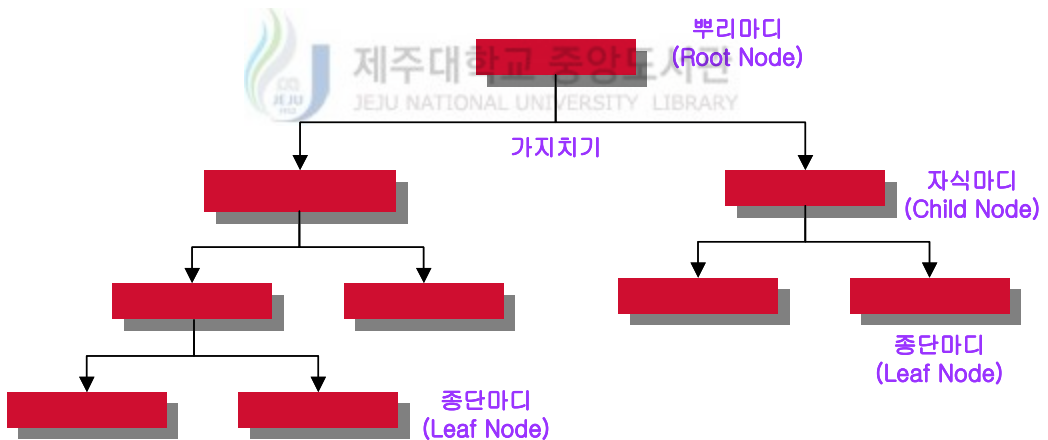 뿌리마디
(Root Node)
제주대학교 중앙도서관
JEJU NATIONAL UNIVERSITY LIBRARY
JEJU
1952
가지치기
자식마디
(Child Node)
종단마디
(Leaf Node)
종단마디
(Leaf Node)